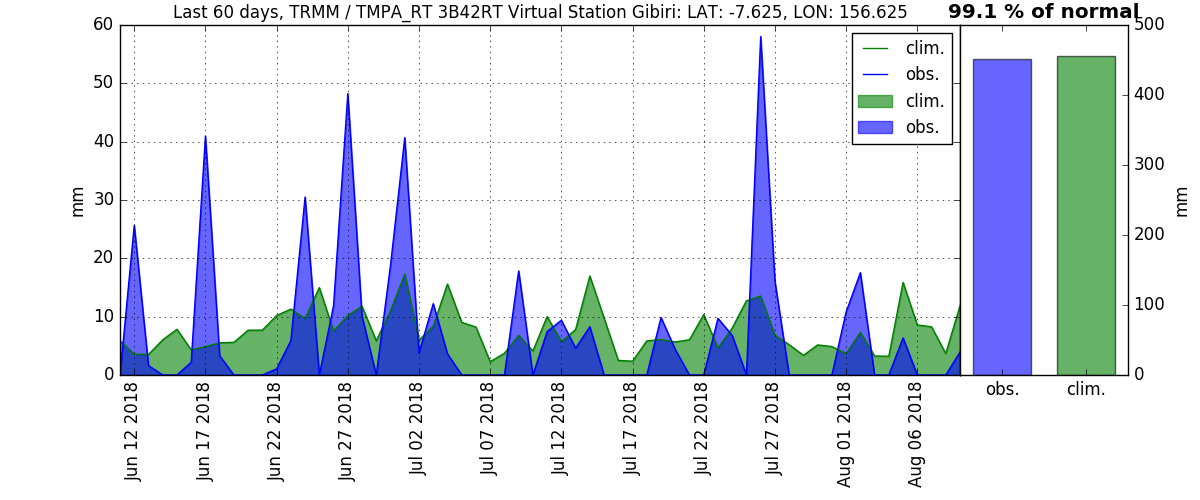 Last 60 days, TRMM / TMPA_RT 3B42RT Virtual Station Gibiri: LAT: -7.625, LON: 156.625
99.1 % of normal
60
50
40
30
20
10
0
mm
clim.
obs.
clim.
obs.
500
400
300
200
100
0
mm
obs.
clim.
Jun 12 2018
Jun 17 2018
Jun 22 2018
Jun 27 2018
Jul 02 2018
Jul 07 2018
Jul 12 2018
Jul 17 2018
Jul 22 2018
Jul 27 2018
Aug 01 2018
Aug 06 2018